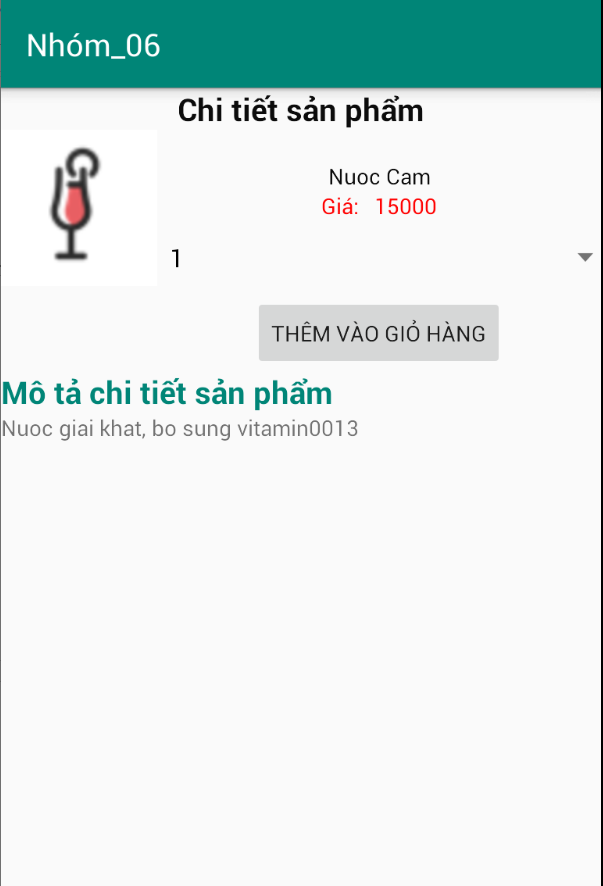 Nhóm_06
Chi tiết sản phẩm
Nuoc Cam
Giá: 15000
1
THÊM VÀO GIỎ HÀNG
Mô tả chi tiết sản phẩm
Nuoc giai khat, bo sung vitamin0013